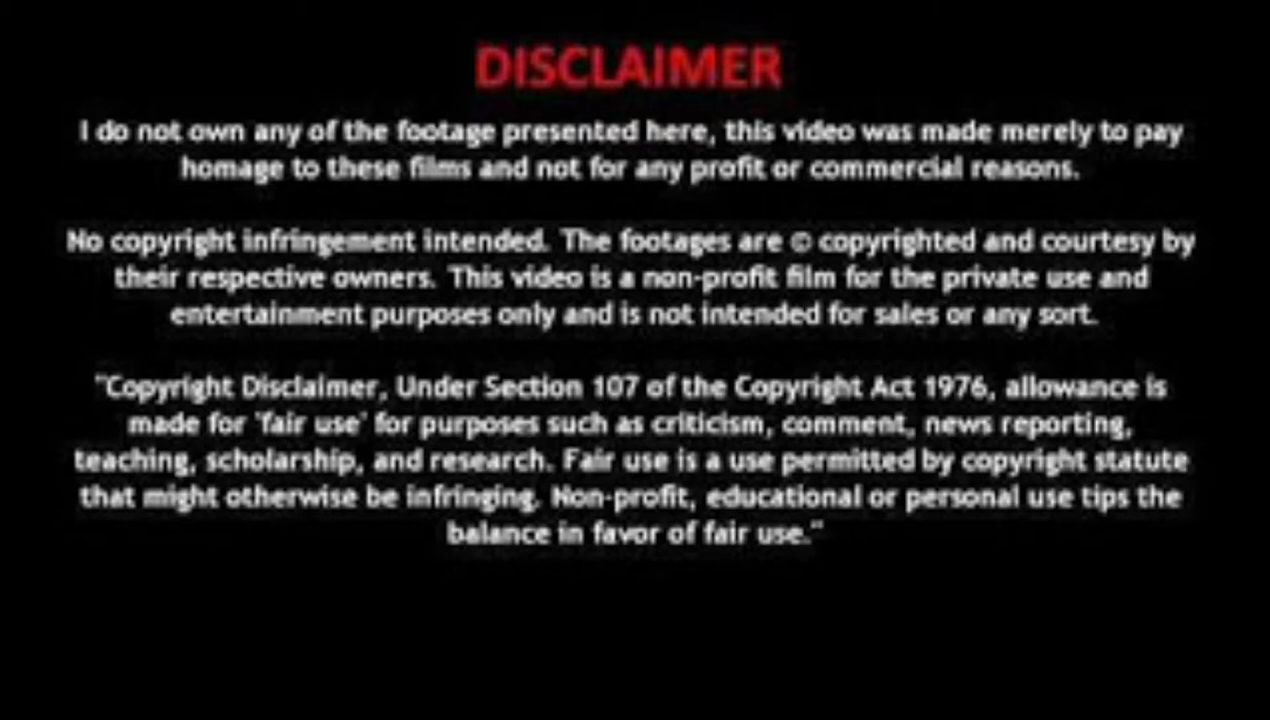 DISCLAIMER
I do not own any of the footage presented here, this video was made merely to pay
homage to these films and not for any profit or commercial reasons.
No copyright infringement intended. The footages are © copyrighted and courtesy by
their respective owners. This video is a non-profit film for the private use and
entertainment purposes only and is not intended for sales or any sort.
"Copyright Disclaimer, Under Section 107 of the Copyright Act 1976, allowance is
made for 'fair use' for purposes such as criticism, comment, news reporting,
teaching, scholarship, and research. Fair use is a use permitted by copyright statute
that might otherwise be infringing. Non-profit, educational or personal use tips the
balance in favor of fair use."